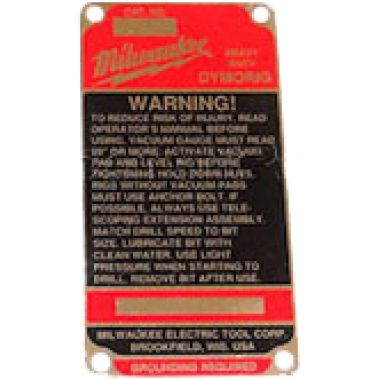 CAT. NO.
Milwaukee
HEAVY
DUTY
DYMORIG
WARNING!
TO REDUCE RISK OF INJURY, READ
OPERATOR'S MANUAL BEFORE
USING. VACUUM GAUGE MUST READ
OR MORE. ACTIVATE VACUUM
PAD AND LEVEL RIG BEFORE
TIGHTENING HOLD DOWN
RIGS WITHOUT VACUUM PADS
MUST USE ANCHOR BOLT. IF
POSSIBLE, ALWAYS USE TELE-
SCOPING EXTENSION ASSEMBLY.
MATCH DRILL SPEED TO BIT
SIZE. LUBRICATE BIT WITH
CLEAN WATER. USE LIGHT
PRESSURE WHEN STARTING TO
DRILL. REMOVE BIT AFTER USE.
MILWAUKEE ELECTRIC TOOL CORP.
BROOKFIELD, WIS. USA
GROUNDING REQUIRED